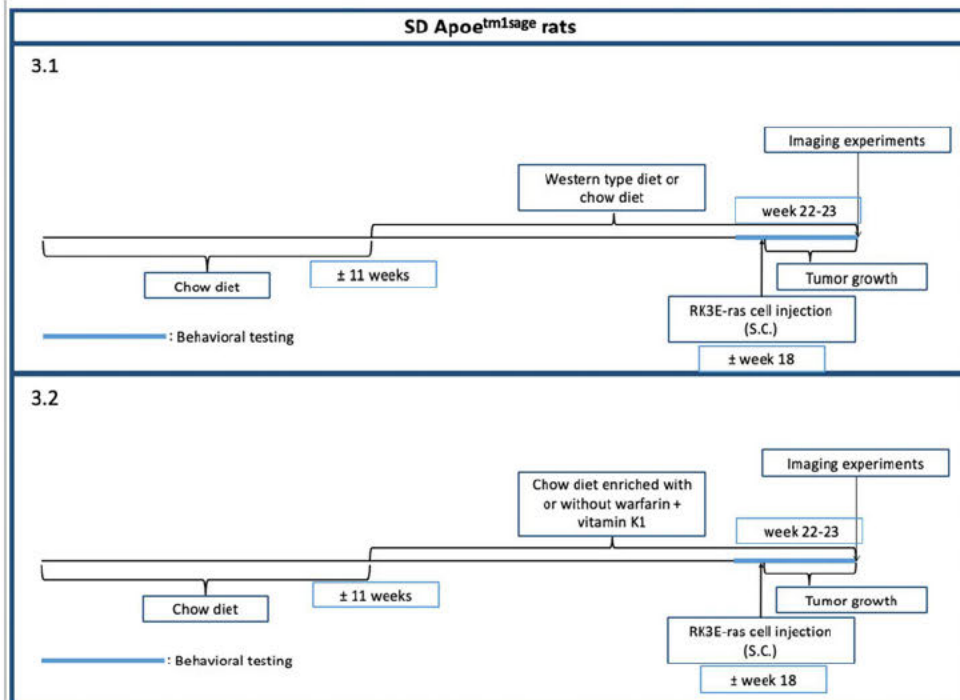 SD Apoetm1sage rats
3.1
Imaging experiments
Western type diet or
chow diet
week 22-23
± 11 weeks
Chow diet
Tumor growth
RK3E-ras cell injection
(S.C.)
: Behavioral testing
± week 18
3.2
Imaging experiments
Chow diet enriched with
or without warfarin +
vitamin K1
week 22-23
± 11 weeks
Chow diet
Tumor growth
RK3E-ras cell injection
(S.C.)
: Behavioral testing
± week 18